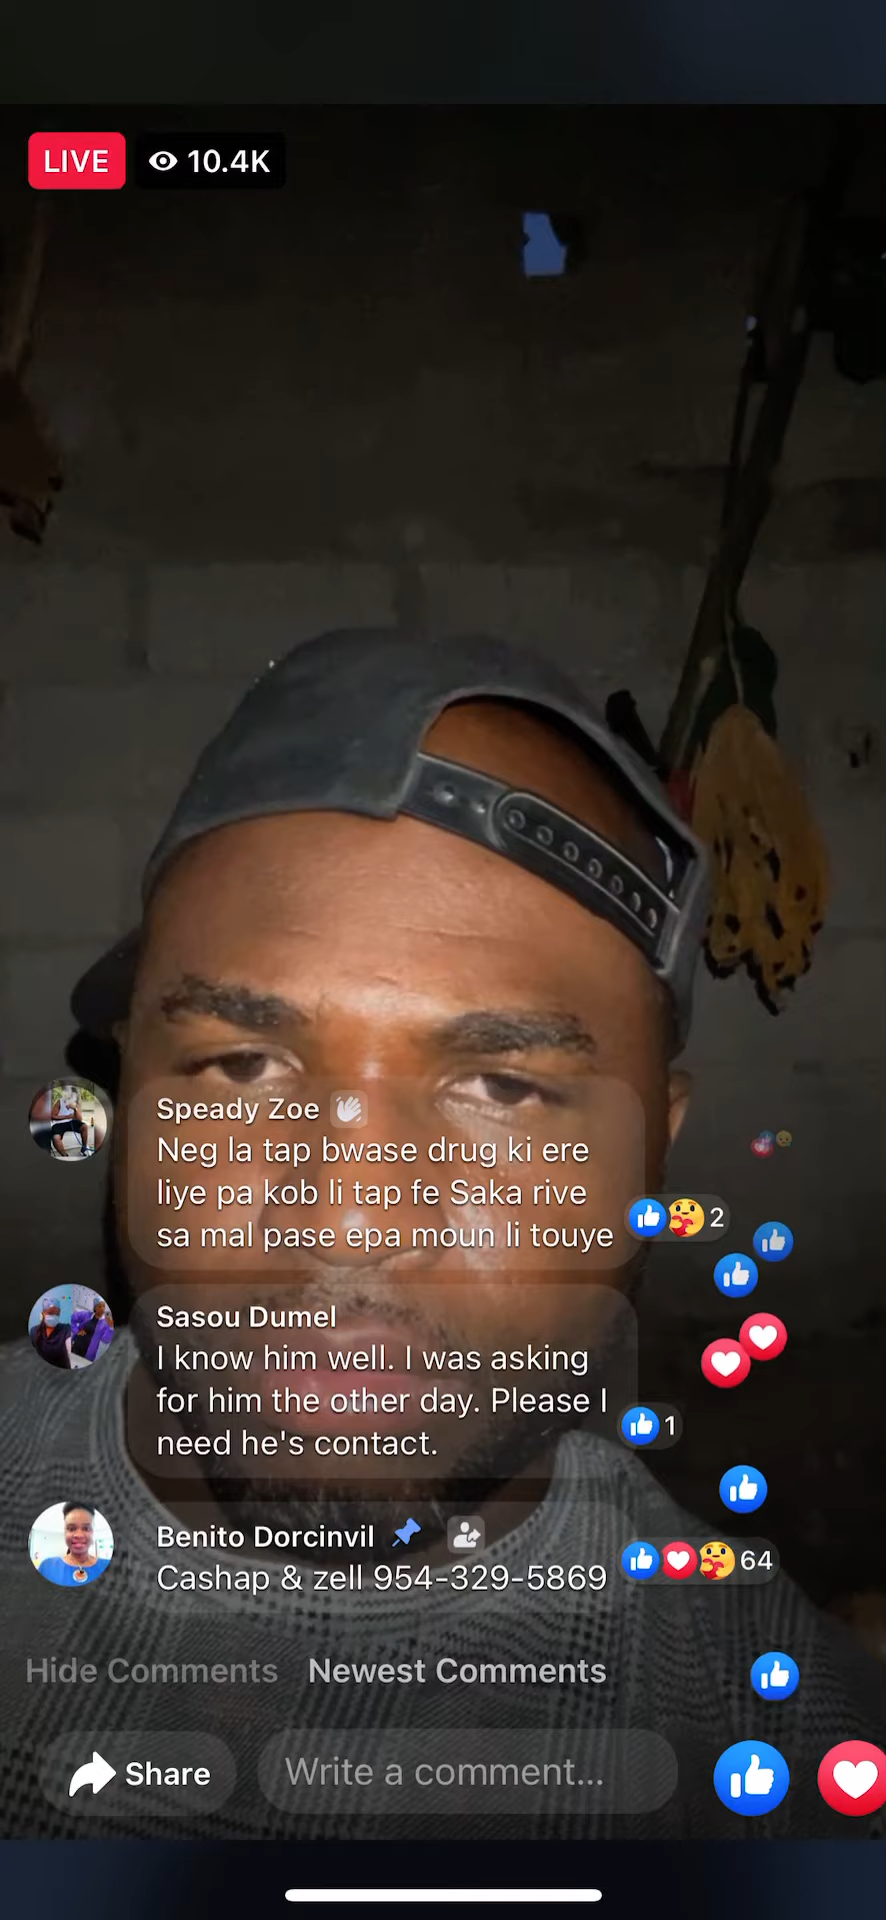 LIVE 10.4K
Speady Zoe
Neg la tap bwase drug ki ere
liye pa kob li tap fe Saka rive
sa mal pase epa moun li touye
2
Sasou Dumel
I know him well. I was asking
for him the other day. Please I
need he's contact.
1
Benito Dorcinvil
Cashap & zell 954-329-5869
64
Hide Comments Newest Comments
Share Write a comment...